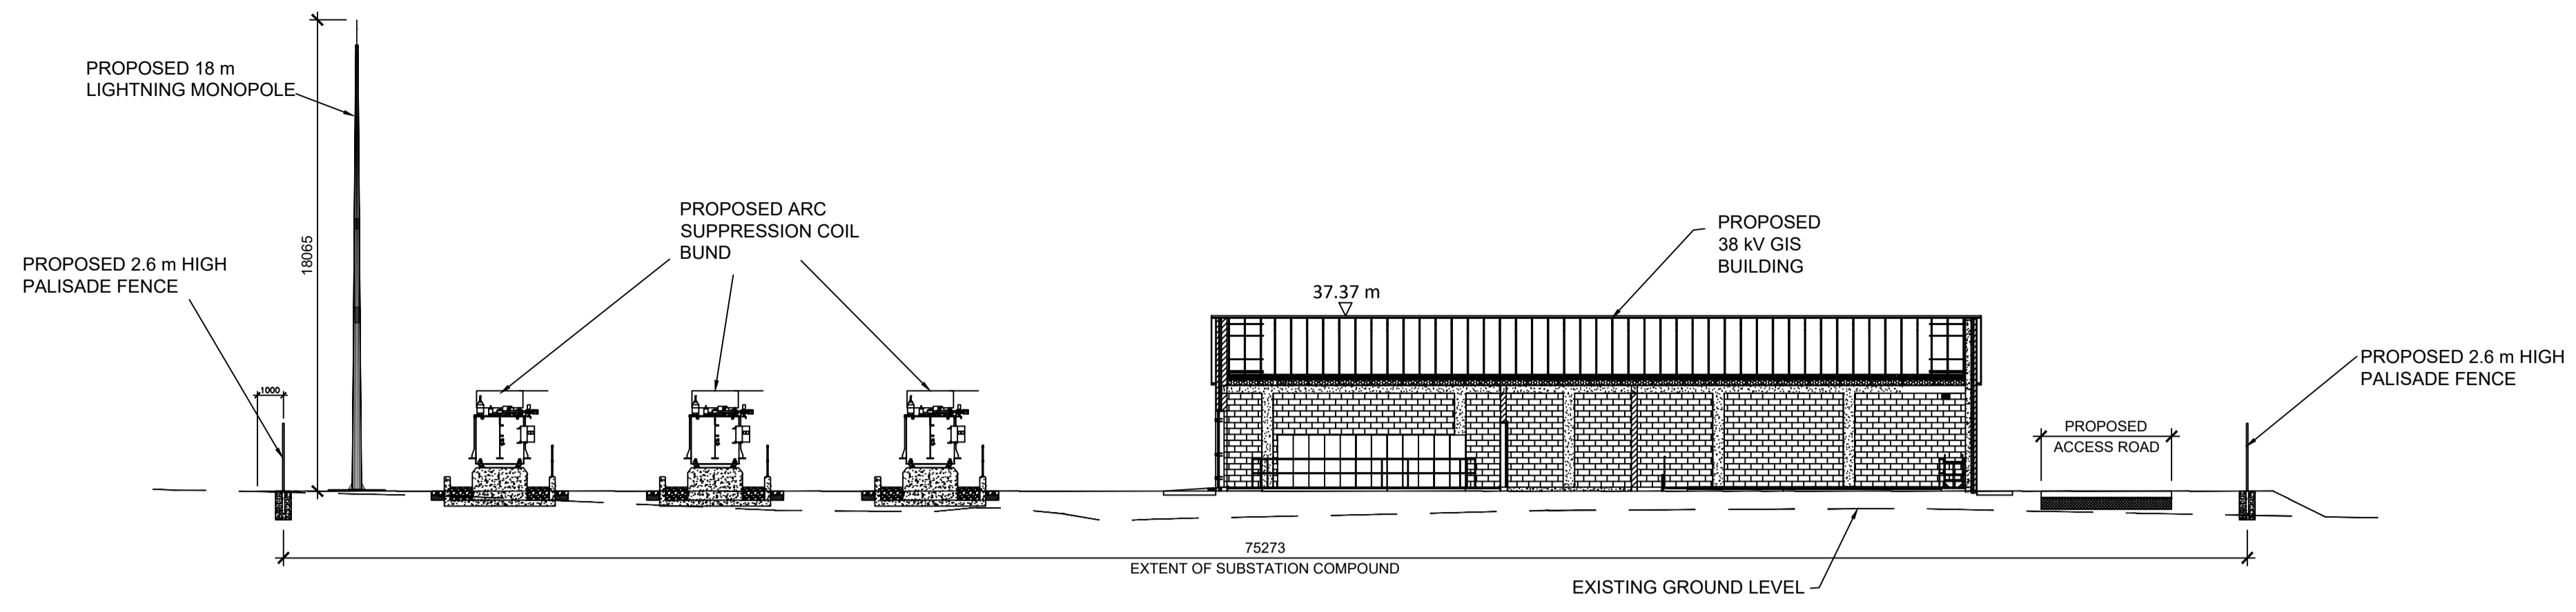 PROPOSED 18 m
LIGHTNING MONOPOLE
18065
PROPOSED 2.6 m HIGH
PALISADE FENCE
1000
PROPOSED ARC
SUPPRESSION COIL
BUND
PROPOSED
38 kV GIS
BUILDING
37.37 m
PROPOSED 2.6 m HIGH
PALISADE FENCE
PROPOSED
ACCESS ROAD
75273
EXTENT OF SUBSTATION COMPOUND
EXISTING GROUND LEVEL